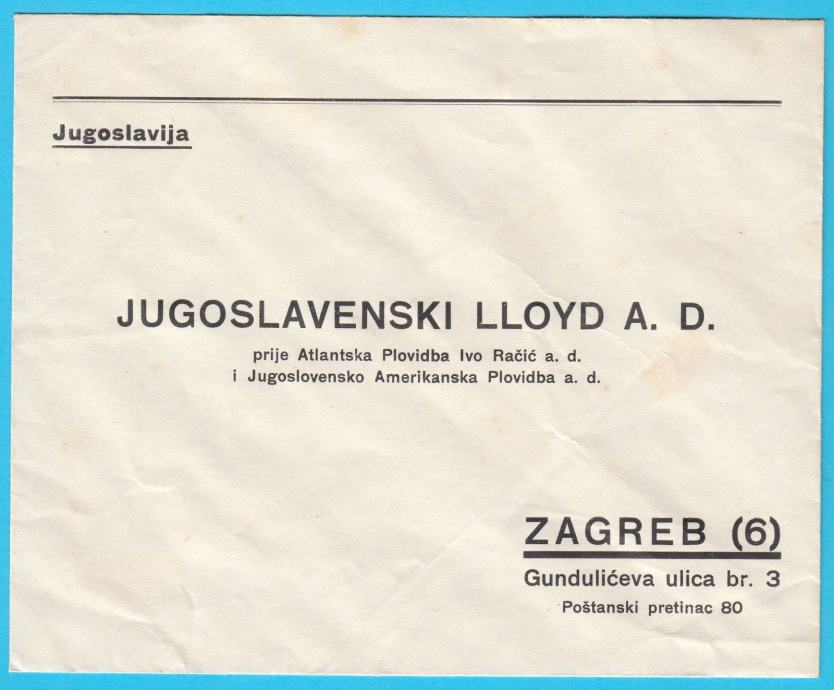 Jugoslavija
JUGOSLAVENSKI LLOYD A. D.
prije Atlantska Plovidba Ivo Račić a. d.
i Jugoslovensko Amerikanska Plovidba a. d.
ZAGREB (6)
Gundulićeva ulica br. 3
Poštanski pretinac 80